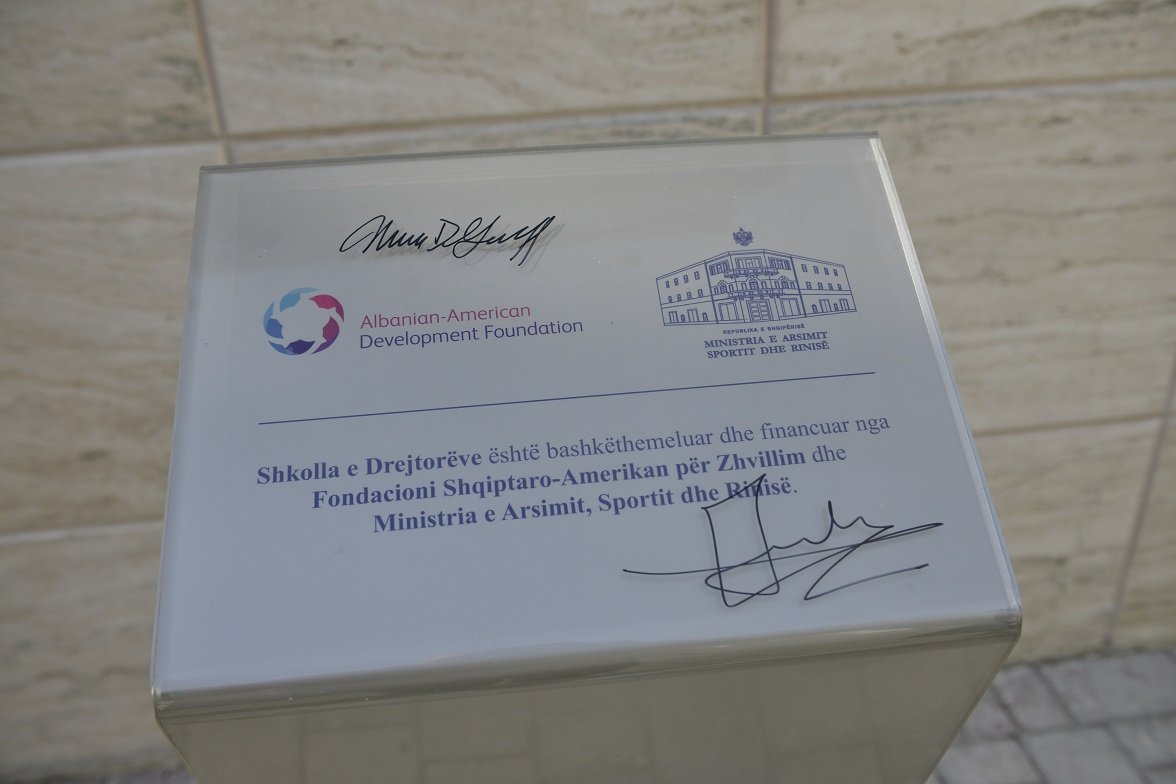 Albanian-American
Development Foundation
REPUBLIKA E SHQIPËRISË
MINISTRIA E ARSIMIT
SPORTIT DHE RINISË
Shkolla e Drejtorëve është bashkëthemeluar dhe financuar nga
Fondacioni Shqiptaro-Amerikan për Zhvillim dhe
Ministria e Arsimit, Sportit dhe Rinisë.